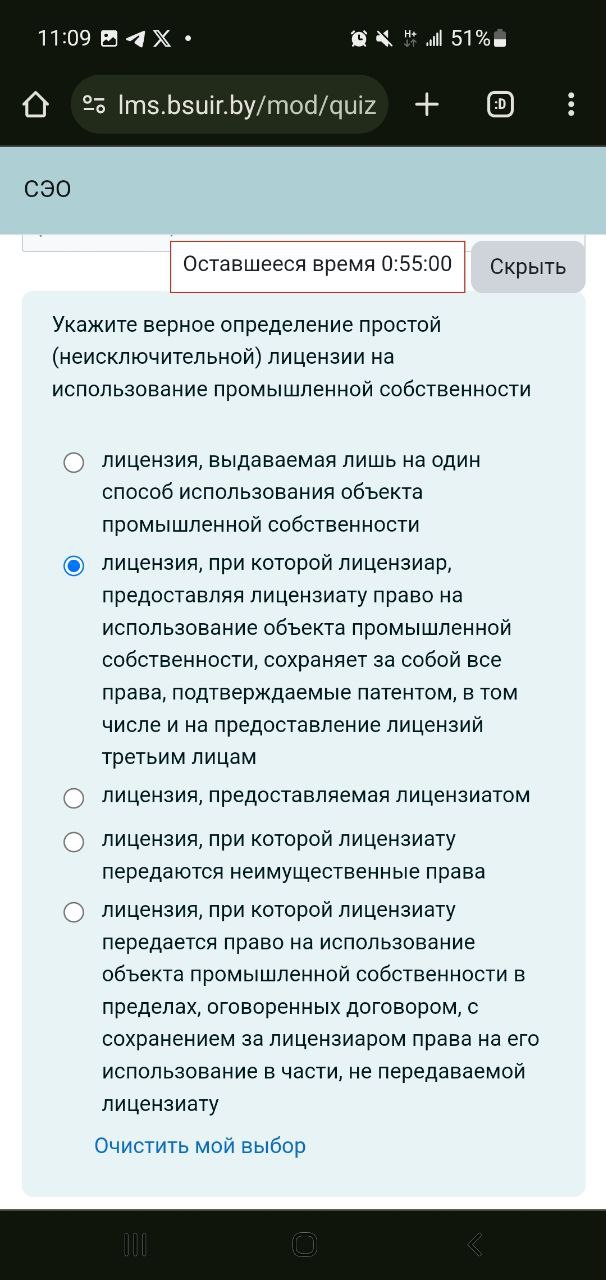 11:09
H+
51%
lms.bsuir.by/mod/quiz
:D
СЭО
Оставшееся время 0:55:00
Скрыть
Укажите верное определение простой
(неисключительной) лицензии на
использование промышленной собственности
лицензия, выдаваемая лишь на один
способ использования объекта
промышленной собственности
лицензия, при которой лицензиар,
предоставляя лицензиату право на
использование объекта промышленной
собственности, сохраняет за собой все
права, подтверждаемые патентом, в том
числе и на предоставление лицензий
третьим лицам
лицензия, предоставляемая лицензиатом
лицензия, при которой лицензиату
передаются неимущественные права
лицензия, при которой лицензиату
передается право на использование
объекта промышленной собственности в
пределах, оговоренных договором, с
сохранением за лицензиаром права на его
использование в части, не передаваемой
лицензиату
Очистить мой выбор